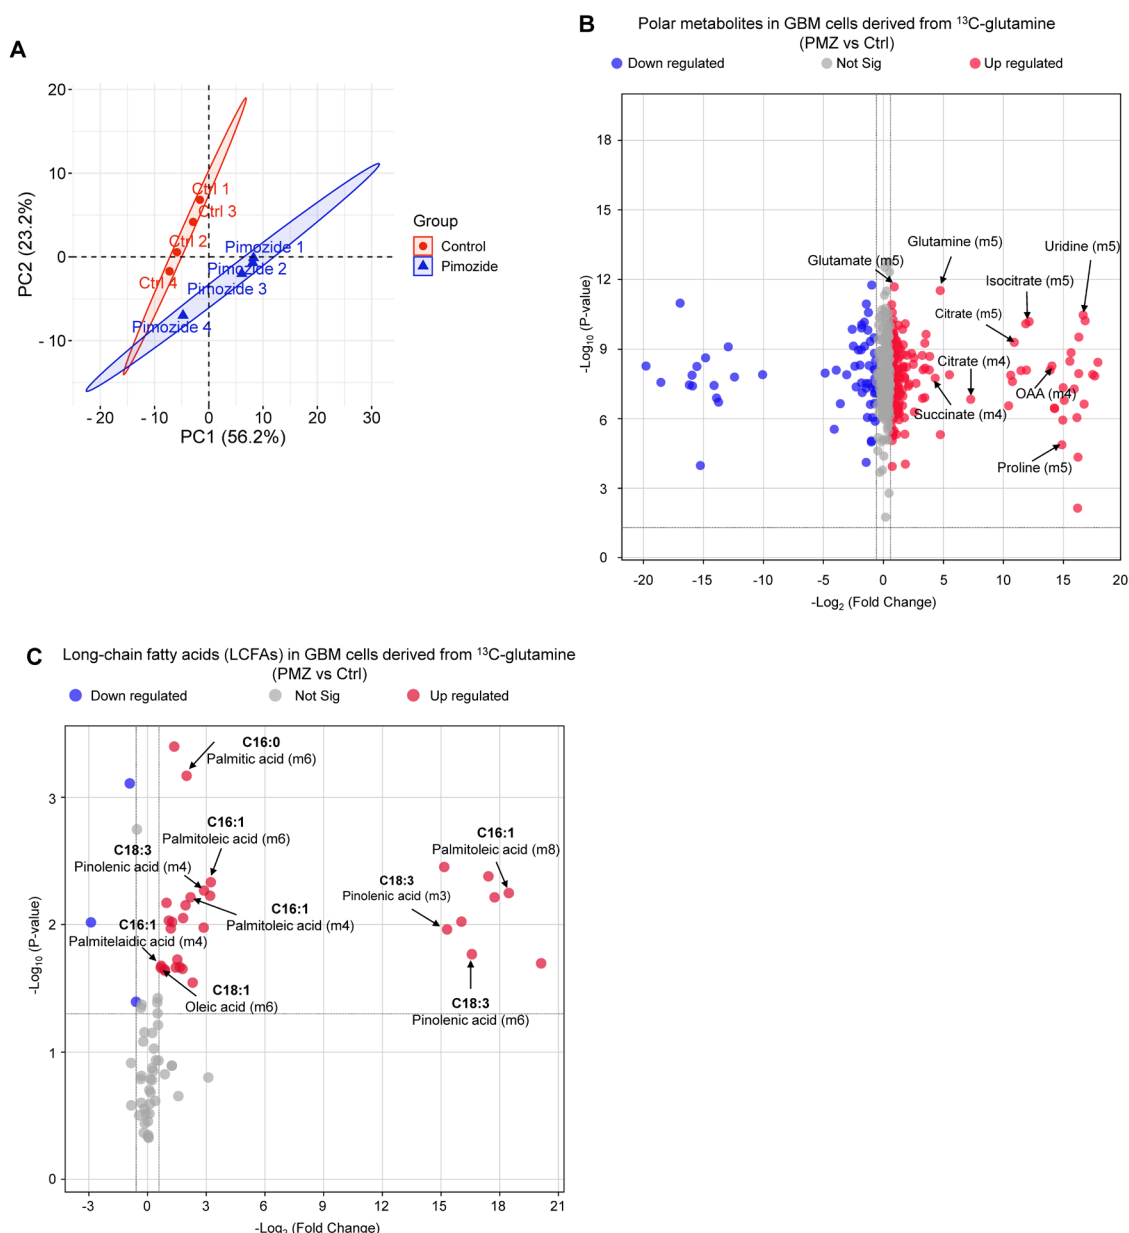 A
20
10
0
- 10
PC2 (23.2%)
Ctrl 1
Ctrl 3
Ctrl 2
Ctrl 4
Pimozide 1
Pimozide 2
Pimozide 3
Pimozide 4
-20
-10
0
10
20
30
PC1 (56.2%)
Group
Control
Pimozide
B
Polar metabolites in GBM cells derived from ¹³C-glutamine
(PMZ vs Ctrl)
Down regulated
Not Sig
Up regulated
18
15
12
9
6
3
0
-Log₁₀ (P-value)
Glutamate (m5)
Glutamine (m5)
Uridine (m5)
Isocitrate (m5)
Citrate (m5)
Citrate (m4)
OAA (m4)
Succinate (m4)
Proline (m5)
-20
-15
-10
-5
0
5
10
15
20
-Log₂ (Fold Change)
C
Long-chain fatty acids (LCFAs) in GBM cells derived from ¹³C-glutamine
(PMZ vs Ctrl)
Down regulated
Not Sig
Up regulated
3
2
1
0
-Log₁₀ (P-value)
C16:0
Palmitic acid (m6)
C16:1
Palmitoleic acid (m6)
C18:3
Pinolenic acid (m4)
C16:1
Palmitoleic acid (m8)
C18:3
Pinolenic acid (m3)
C16:1
Palmitoleic acid (m4)
C16:1
Palmitelaidic acid (m4)
C18:1
Oleic acid (m6)
C18:3
Pinolenic acid (m6)
-3
0
3
6
9
12
15
18
21
-Log₂ (Fold Change)